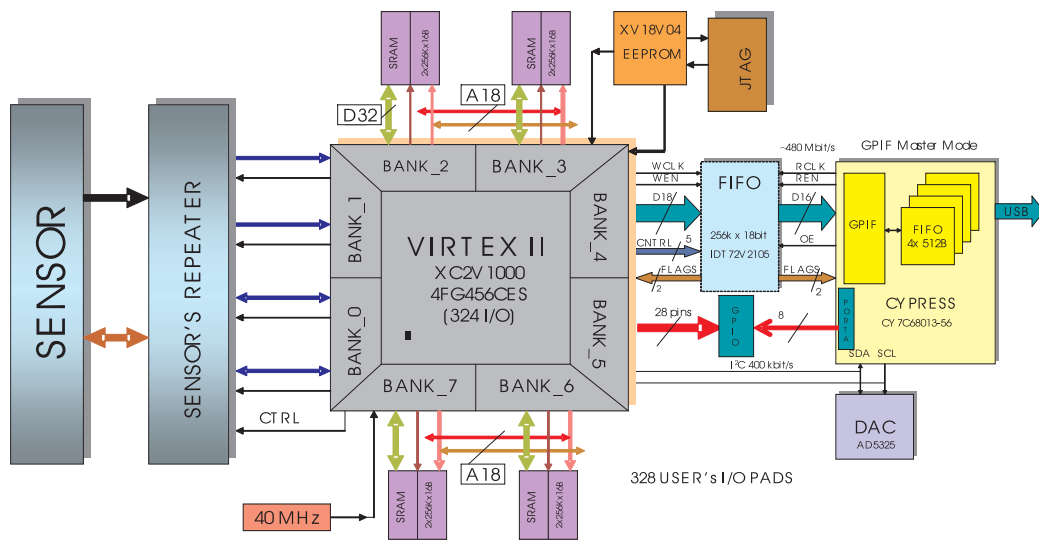 SRAM
2x256Kx16B
SRAM
2x256Kx16B
XV18V04
EEPROM
JTAG
D32
A18
SENSOR
SENSOR'S REPEATER
CTRL
40 MHz
BANK_2
BANK_3
BANK_1
BANK_4
BANK_0
BANK_5
BANK_7
BANK_6
VIRTEX II
XC2V1000
4FG456CES
(324 I/O)
~480 Mbit/s
GPIF Master Mode
WCLK
WEN
D18
CNTRL
5
FLAGS
2
FIFO
256k x 18bit
IDT 72V2105
RCLK
REN
D16
OE
FLAGS
2
GPIF
FIFO
4x 512B
USB
CYPRESS
CY 7C68013-56
PORTA
28 pins
GPIO
8
SDA SCL
I²C 400 kbit/s
DAC
AD5325
A18
SRAM
2x256Kx16B
SRAM
2x256Kx16B
328 USER's I/O PADS